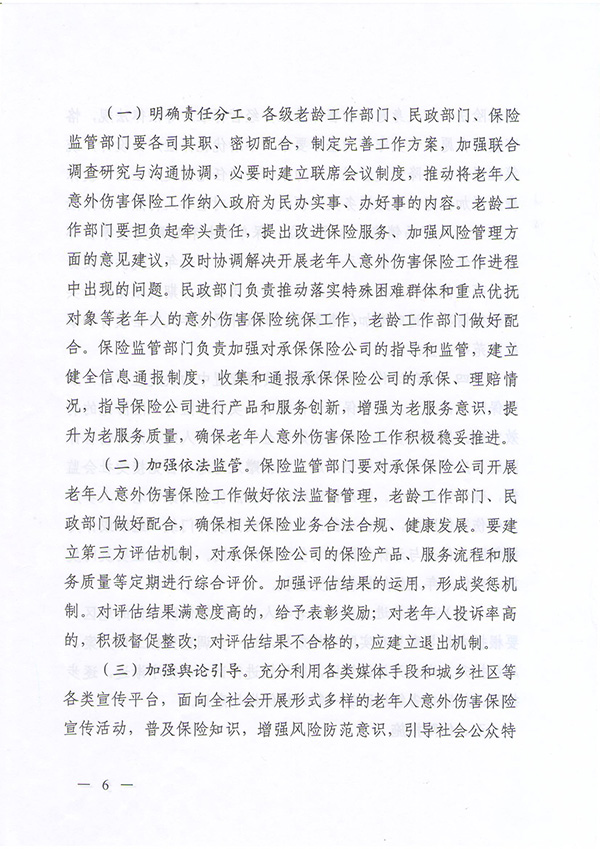 （一）明确责任分工。各级老龄工作部门、民政部门、保险
监管部门要各司其职、密切配合，制定完善工作方案，加强联合
调查研究与沟通协调，必要时建立联席会议制度，推动将老年人
意外伤害保险工作纳入政府为民办实事、办好事的内容。老龄工
作部门要担负起牵头责任，提出改进保险服务、加强风险管理方
面的意见建议，及时协调解决开展老年人意外伤害保险工作进程
中出现的问题。民政部门负责推动落实特殊困难群体和重点优抚
对象等老年人的意外伤害保险统保工作，老龄工作部门做好配
合。保险监管部门负责加强对承保保险公司的指导和监管，建立
健全信息通报制度，收集和通报承保保险公司的承保、理赔情
况，指导保险公司进行产品和服务创新，增强为老服务意识，提
升为老服务质量，确保老年人意外伤害保险工作积极稳妥推进。
（二）加强依法监管。保险监管部门要对承保保险公司开展
老年人意外伤害保险工作做好依法监督管理，老龄工作部门、民
政部门做好配合，确保相关保险业务合法合规、健康发展。要建
立第三方评估机制，对承保保险公司的保险产品、服务流程和服
务质量等定期进行综合评价。加强评估结果的运用，形成奖惩机
制。对评估结果满意度高的，给予表彰奖励；对老年人投诉率高
的，积极督促整改；对评估结果不合格的，应建立退出机制。
（三）加强舆论引导。充分利用各类媒体手段和城乡社区等
各类宣传平台，面向全社会开展形式多样的老年人意外伤害保险
宣传活动，普及保险知识，增强风险防范意识，引导社会公众特
— 6 —